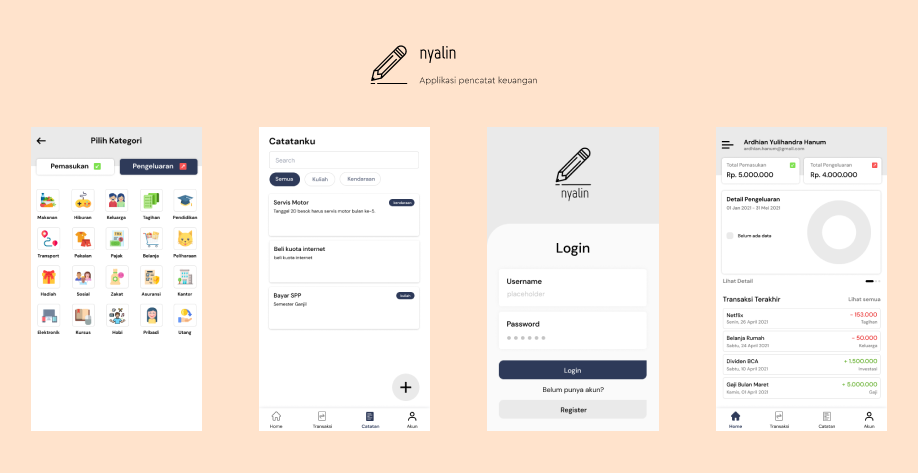 nyalin
Applikasi pencatat keuangan
Pilih Kategori
Pemasukan
Pengeluaran
Makanan
Hiburan
Keluarga
Tagihan
Pendidikan
Transport
Pakaian
Pajak
Belanja
Peliharaan
Hadiah
Sosial
Zakat
Asuransi
Kantor
Elektronik
Kursus
Hobi
Pribadi
Utang
Catatanku
Search
Semua
Kuliah
Kenderaan
Servis Motor
Kenderaan
Tanggal 20 besok harus servis motor bulan ke-5.
Beli kuota internet
beli kuota internet
Bayar SPP
Kuliah
Semester Ganjil
Home
Transaksi
Catatan
Akun
nyalin
Login
Username
placeholder
Password
Login
Belum punya akun?
Register
Ardhian Yulihandra Hanum
ardhian.hanum@gmail.com
Total Pemasukan
Rp. 5.000.000
Total Pengeluaran
Rp. 4.000.000
Detail Pengeluaran
01 Jan 2021 - 31 Mei 2021
Belum ada data
Lihat Detail
Transaksi Terakhir
Lihat semua
Netflix
- 153.000
Senin, 26 April 2021
Tagihan
Belanja Rumah
- 50.000
Sabtu, 24 April 2021
Keluarga
Dividen BCA
+ 1.500.000
Sabtu, 10 April 2021
Investasi
Gaji Bulan Maret
+ 5.000.000
Kamis, 01 April 2021
Gaji
Home
Transaksi
Catatan
Akun